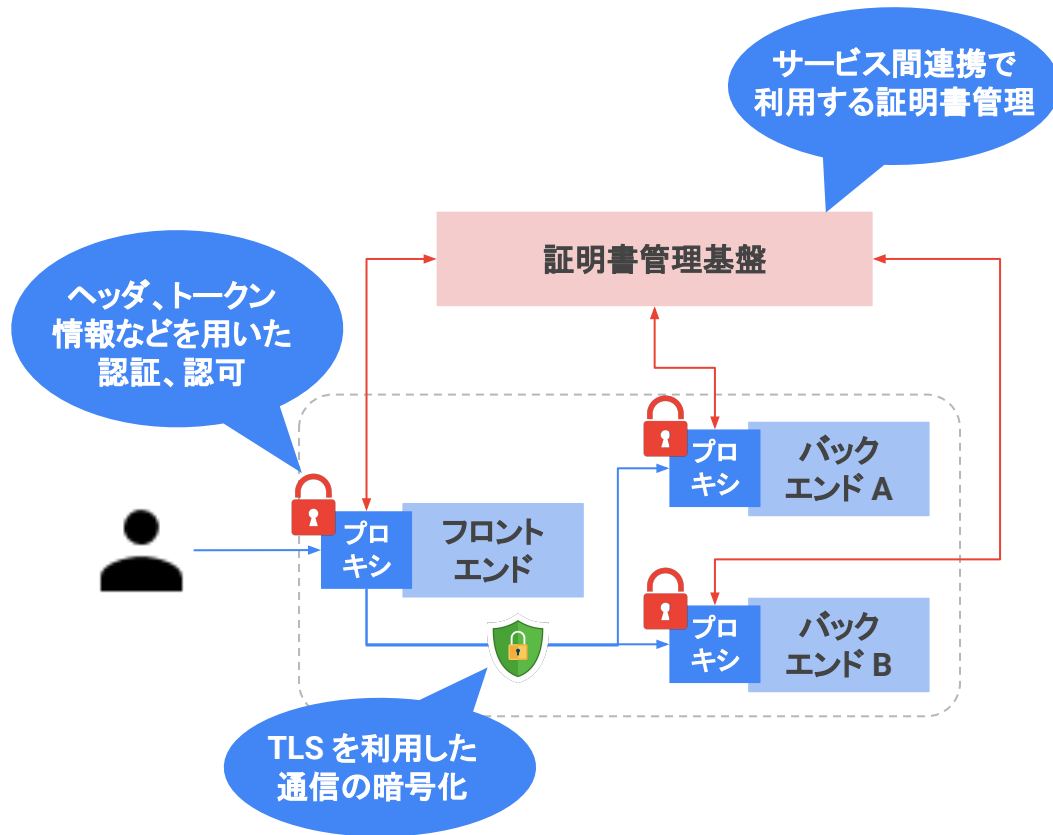 サービス間連携で
利用する証明書管理
証明書管理基盤
ヘッダ、トークン
情報などを用いた
認証、認可
プロ
キシ
バック
エンド A
プロ
キシ
フロント
エンド
プロ
キシ
バック
エンド B
TLS を利用した
通信の暗号化